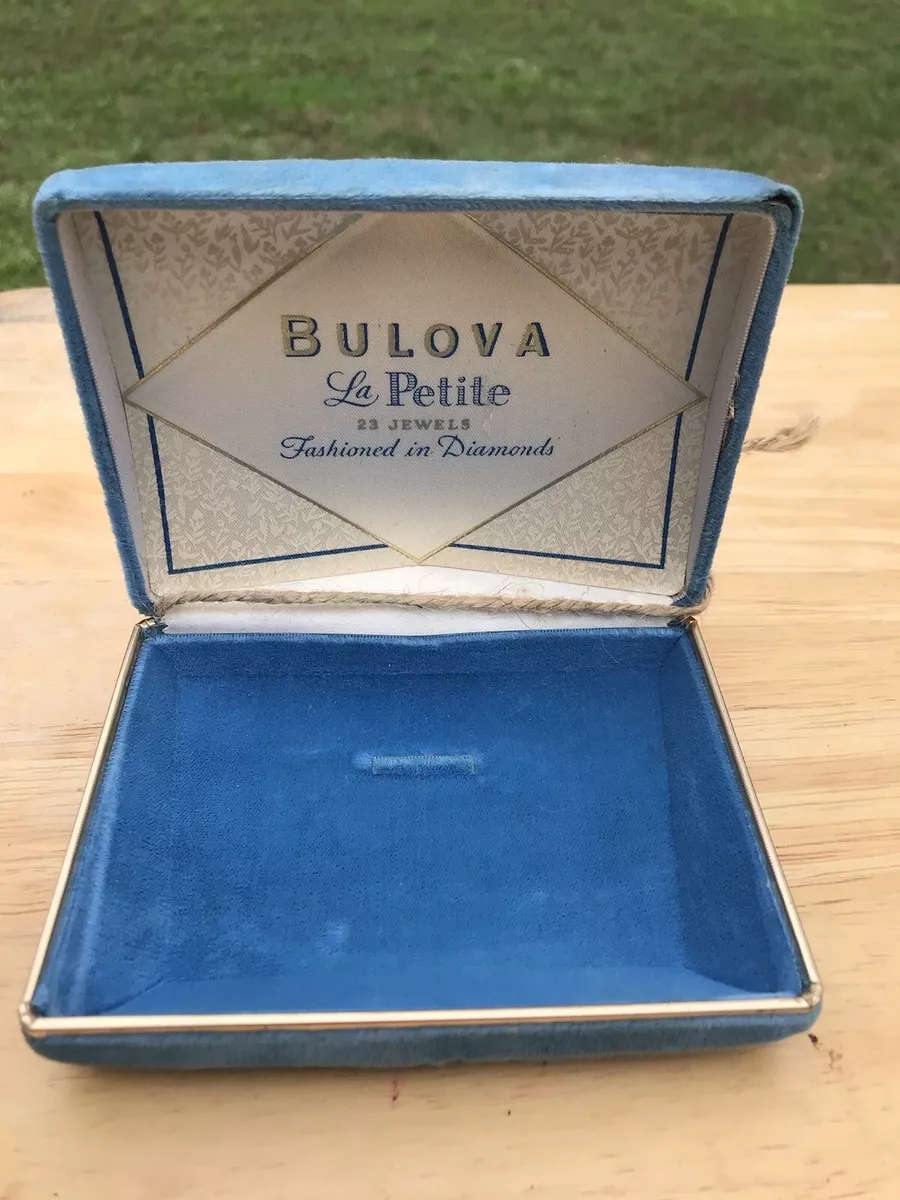 BULOVA
La Petite
23 JEWELS
Fashioned in Diamonds